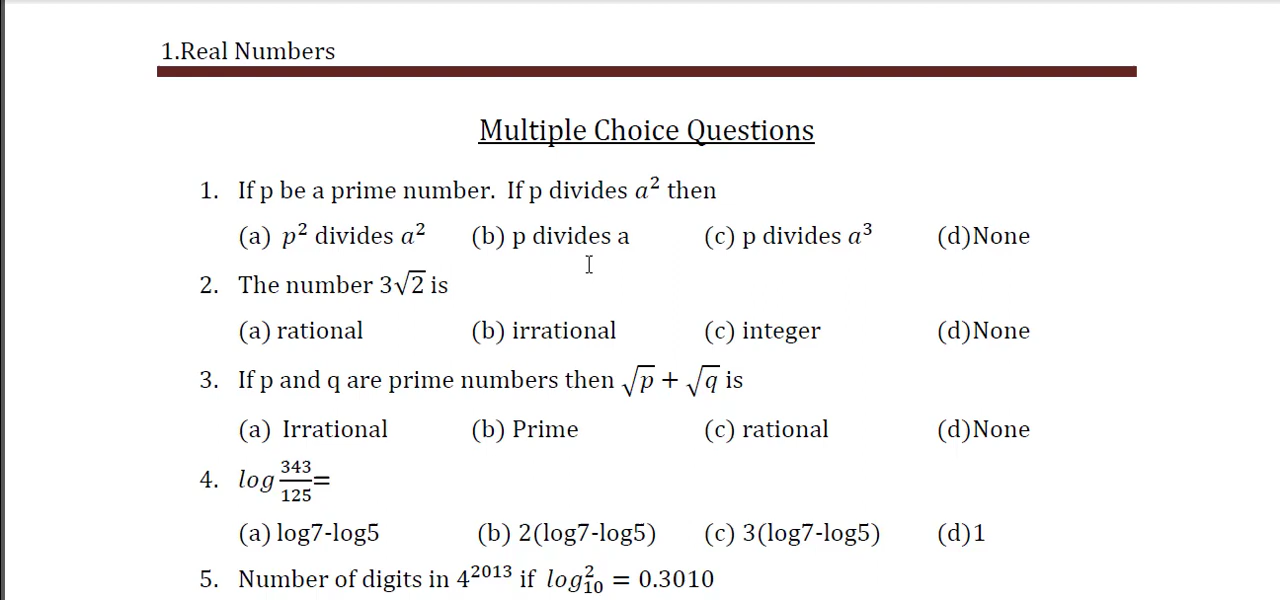 1.Real Numbers
Multiple Choice Questions
1. If p be a prime number. If p divides a² then
(a) p² divides a² (b) p divides a (c) p divides a³ (d)None
2. The number 3√2 is
(a) rational (b) irrational (c) integer (d)None
3. If p and q are prime numbers then √p + √q is
(a) Irrational (b) Prime (c) rational (d)None
4. log 343/125 =
(a) log7-log5 (b) 2(log7-log5) (c) 3(log7-log5) (d)1
5. Number of digits in 4²⁰¹³ if log₁₀² = 0.3010